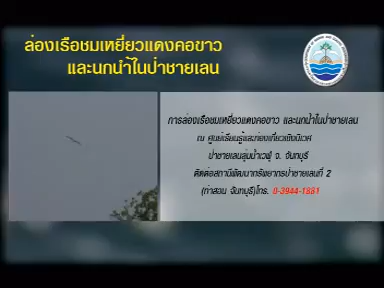 ล่องเรือชมเหยี่ยวแดงคอขาว
และนกน้ำในป่าชายเลน
การล่องเรือชมเหยี่ยวแดงคอขาว และนกน้ำในป่าชายเลน
ณ ศูนย์เรียนรู้และท่องเที่ยวเชิงนิเวศ
ป่าชายเลนลุ่มน้ำเวฬุ จ. จันทบุรี
ติดต่อสถานีพัฒนาทรัพยากรป่าชายเลนที่ 2
(ท่าสอน จันทบุรี)โทร. 0-3944-1881